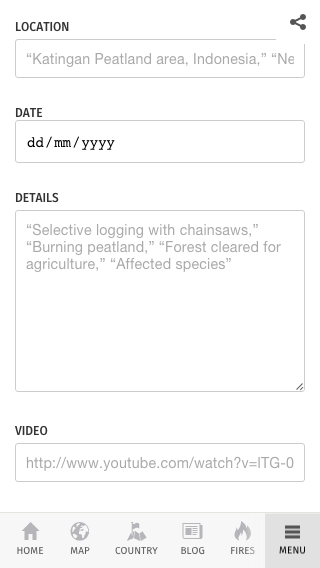 LOCATION
“Katingan Peatland area, Indonesia,” “Ne
DATE
dd/mm/yyyy
DETAILS
“Selective logging with chainsaws,”
“Burning peatland,” “Forest cleared for
agriculture,” “Affected species”
VIDEO
http://www.youtube.com/watch?v=lTG-0
HOME MAP COUNTRY BLOG FIRES MENU